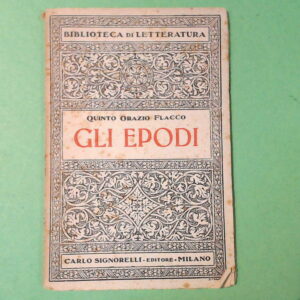 BIBLIOTECA DI LETTERATURA
QUINTO ORAZIO FLACCO
GLI EPODI
CARLO SIGNORELLI - EDITORE • MILANO